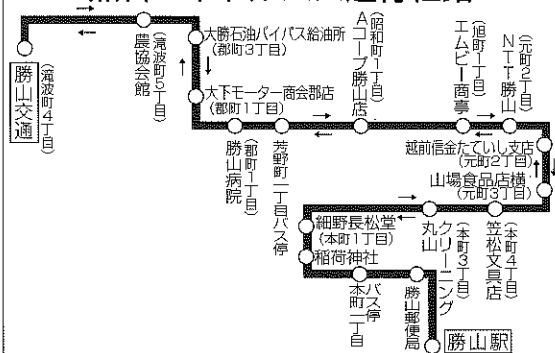 勝山交通
(滝波町4丁目)
農協会館
(滝波町5丁目)
大勝石油バイパス給油所
(郡町3丁目)
大下モーター商会郡店
(郡町1丁目)
勝山病院
(郡町1丁目)
芳野町一丁目バス停
Aコープ勝山店
(昭和町1丁目)
エムビー商亭
(旭町1丁目)
NTT勝山
(元町2丁目)
越前信金たていし支店
(元町2丁目)
山場食品店横
(元町3丁目)
笠松文具店
(本町4丁目)
クリーニング
丸山
(本町3丁目)
細野長松堂
(本町1丁目)
稲荷神社
バス停
本町一丁目
勝山郵便局
勝山駅